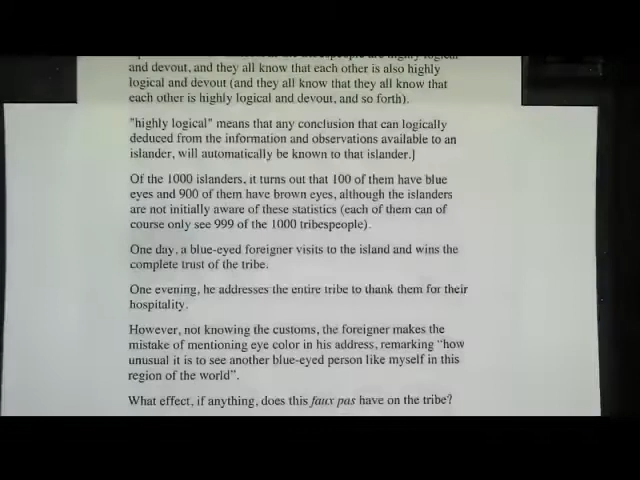 and devout, and they all know that each other is also highly
logical and devout (and they all know that they all know that
each other is highly logical and devout, and so forth).
"highly logical" means that any conclusion that can logically
deduced from the information and observations available to an
islander, will automatically be known to that islander.]
Of the 1000 islanders, it turns out that 100 of them have blue
eyes and 900 of them have brown eyes, although the islanders
are not initially aware of these statistics (each of them can of
course only see 999 of the 1000 tribespeople).
One day, a blue-eyed foreigner visits to the island and wins the
complete trust of the tribe.
One evening, he addresses the entire tribe to thank them for their
hospitality.
However, not knowing the customs, the foreigner makes the
mistake of mentioning eye color in his address, remarking “how
unusual it is to see another blue-eyed person like myself in this
region of the world”.
What effect, if anything, does this faux pas have on the tribe?